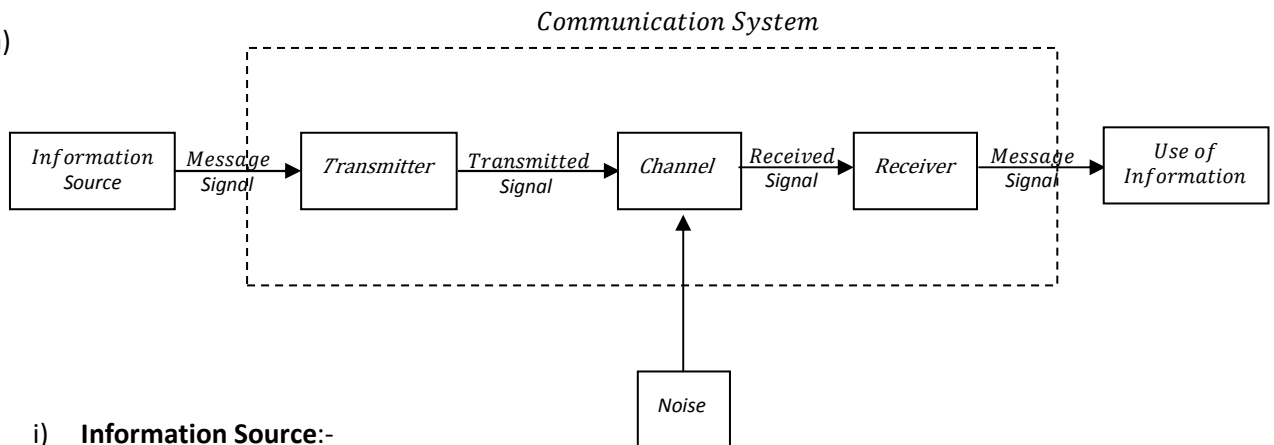 Communication System
Information Source
Message Signal
Transmitter
Transmitted Signal
Channel
Received Signal
Receiver
Message Signal
Use of Information
Noise
i) Information Source:-